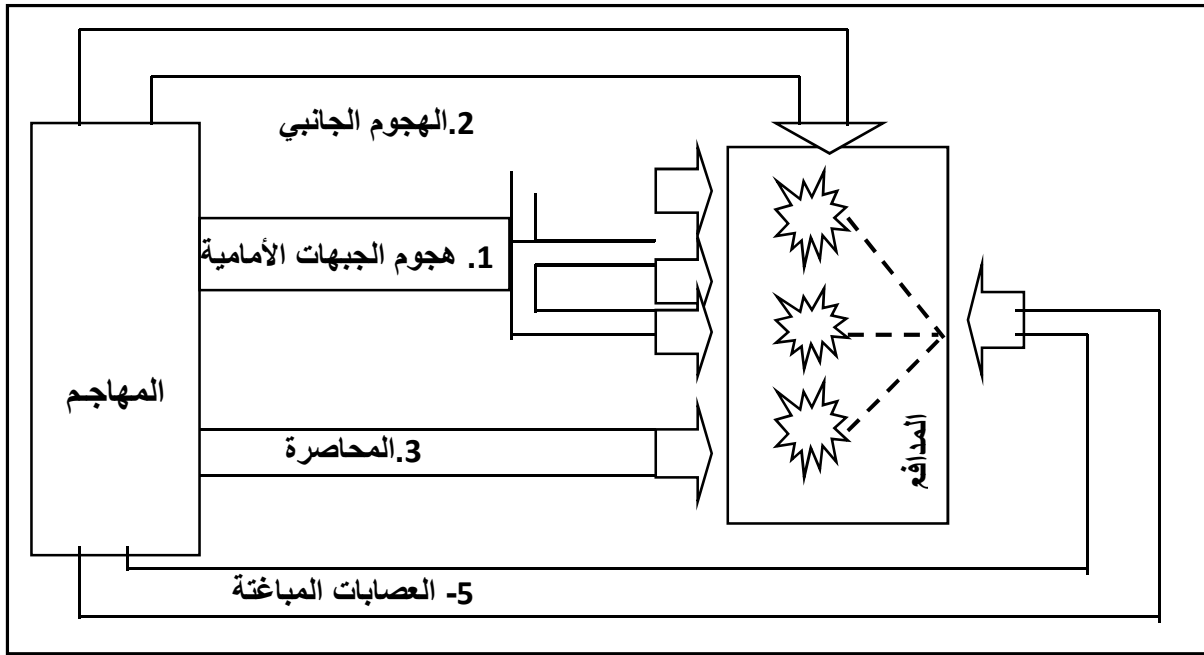 2.الهجوم الجانبي
1. هجوم الجبهات الأمامية
المهاجم
3.المحاصرة
المدافع
5- العصابات المباغتة